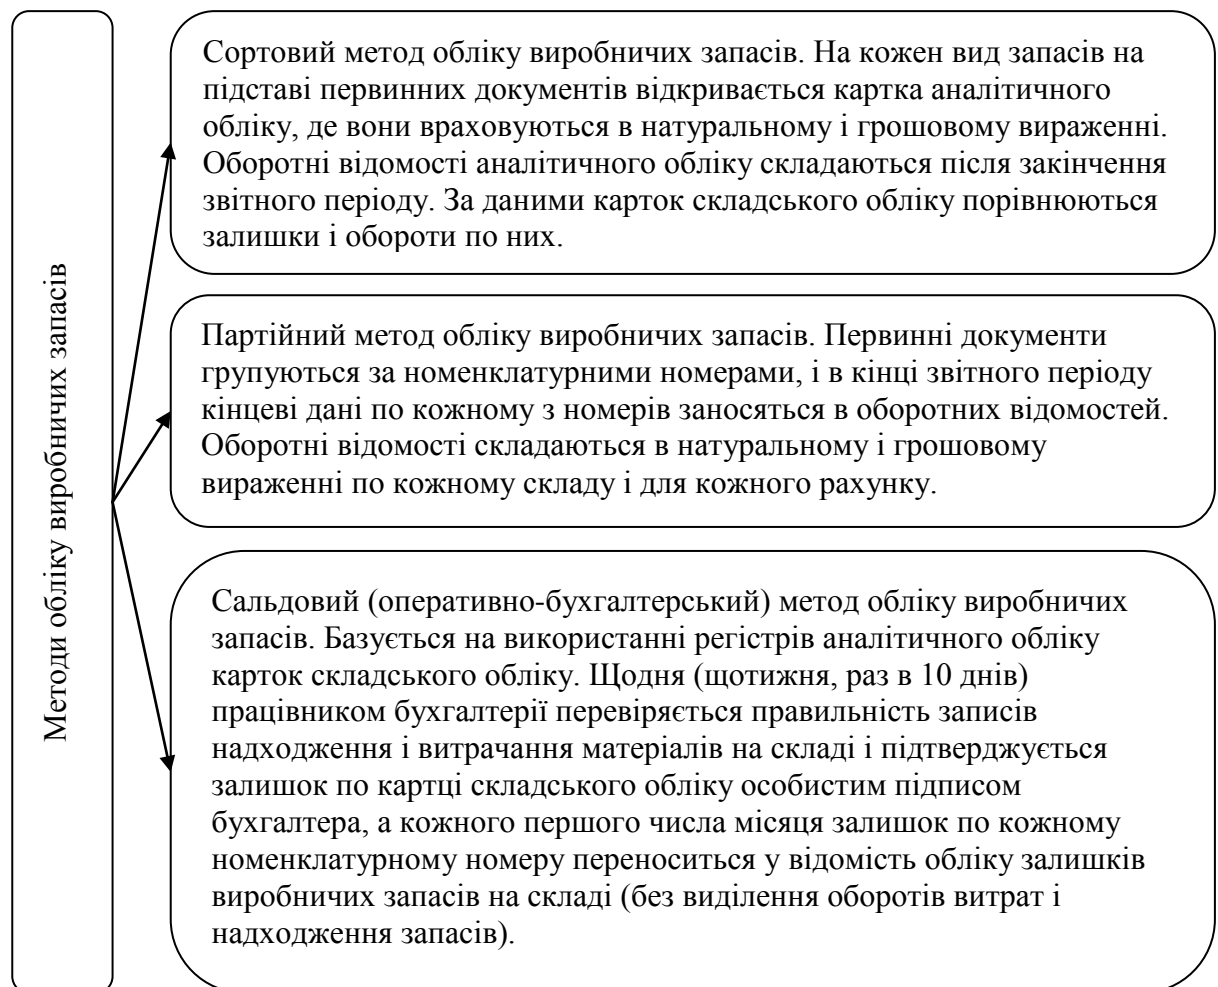 Методи обліку виробничих запасів
Сортовий метод обліку виробничих запасів. На кожен вид запасів на
підставі первинних документів відкривається картка аналітичного
обліку, де вони враховуються в натуральному і грошовому вираженні.
Оборотні відомості аналітичного обліку складаються після закінчення
звітного періоду. За даними карток складського обліку порівнюються
залишки і обороти по них.
Партійний метод обліку виробничих запасів. Первинні документи
групуються за номенклатурними номерами, і в кінці звітного періоду
кінцеві дані по кожному з номерів заносяться в оборотних відомостей.
Оборотні відомості складаються в натуральному і грошовому
вираженні по кожному складу і для кожного рахунку.
Сальдовий (оперативно-бухгалтерський) метод обліку виробничих
запасів. Базується на використанні регістрів аналітичного обліку
карток складського обліку. Щодня (щотижня, раз в 10 днів)
працівником бухгалтерії перевіряється правильність записів
надходження і витрачання матеріалів на складі і підтверджується
залишок по картці складського обліку особистим підписом
бухгалтера, а кожного першого числа місяця залишок по кожному
номенклатурному номеру переноситься у відомість обліку залишків
виробничих запасів на складі (без виділення оборотів витрат і
надходження запасів).